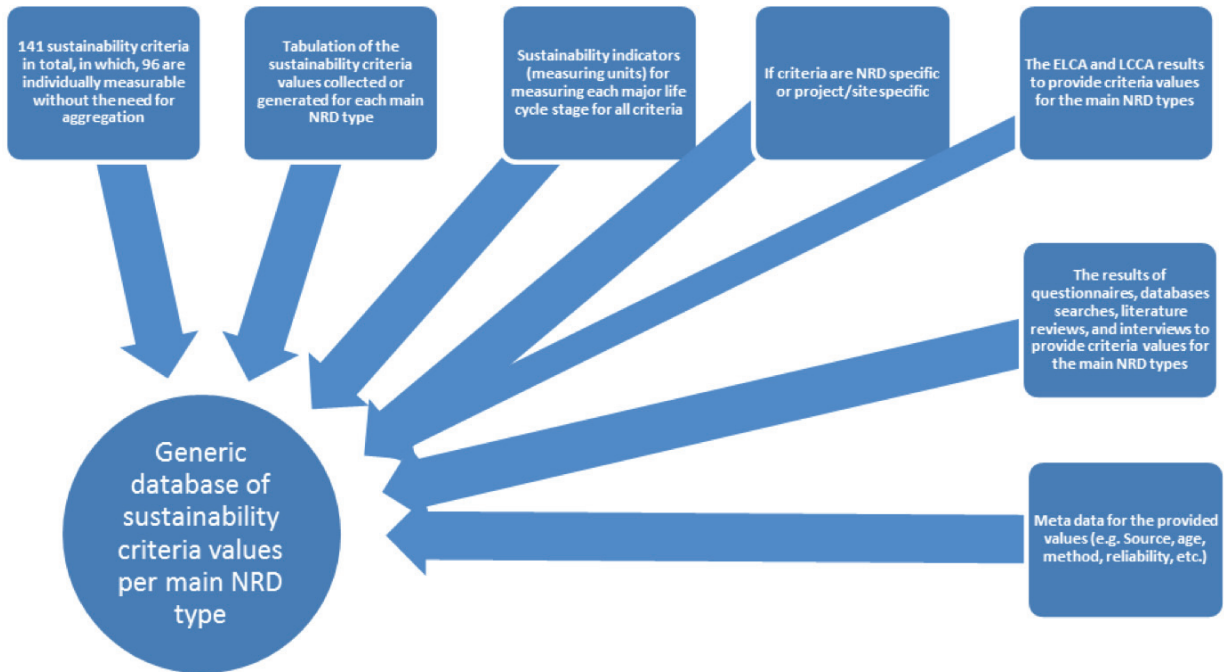 141 sustainability criteria
in total, in which, 96 are
individually measurable
without the need for
aggregation
Tabulation of the
sustainability criteria
values collected or
generated for each main
NRD type
Sustainability indicators
(measuring units) for
measuring each major life
cycle stage for all criteria
If criteria are NRD specific
or project/site specific
The ELCA and LCCA results
to provide criteria values
for the main NRD types
The results of
questionnaires, databases
searches, literature
reviews, and interviews to
provide criteria values for
the main NRD types
Meta data for the provided
values (e.g. Source, age,
method, reliability, etc.)
Generic
database of
sustainability
criteria values
per main NRD
type